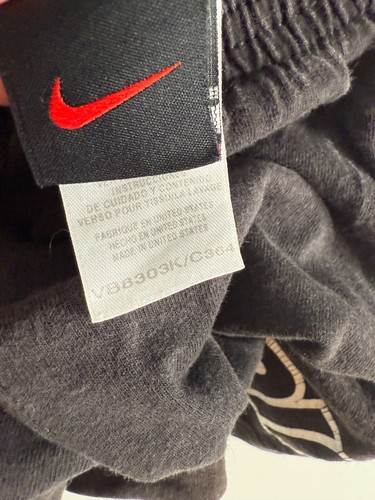 INSTRUCCIONES
DE CUIDADO Y CONTENIDO
VERSO POUR TISSU/LAVAGE
FABRIQUE EN UNITED STATES
HECHO EN UNITED STATES
MADE IN UNITED STATES
VB8303K/C364